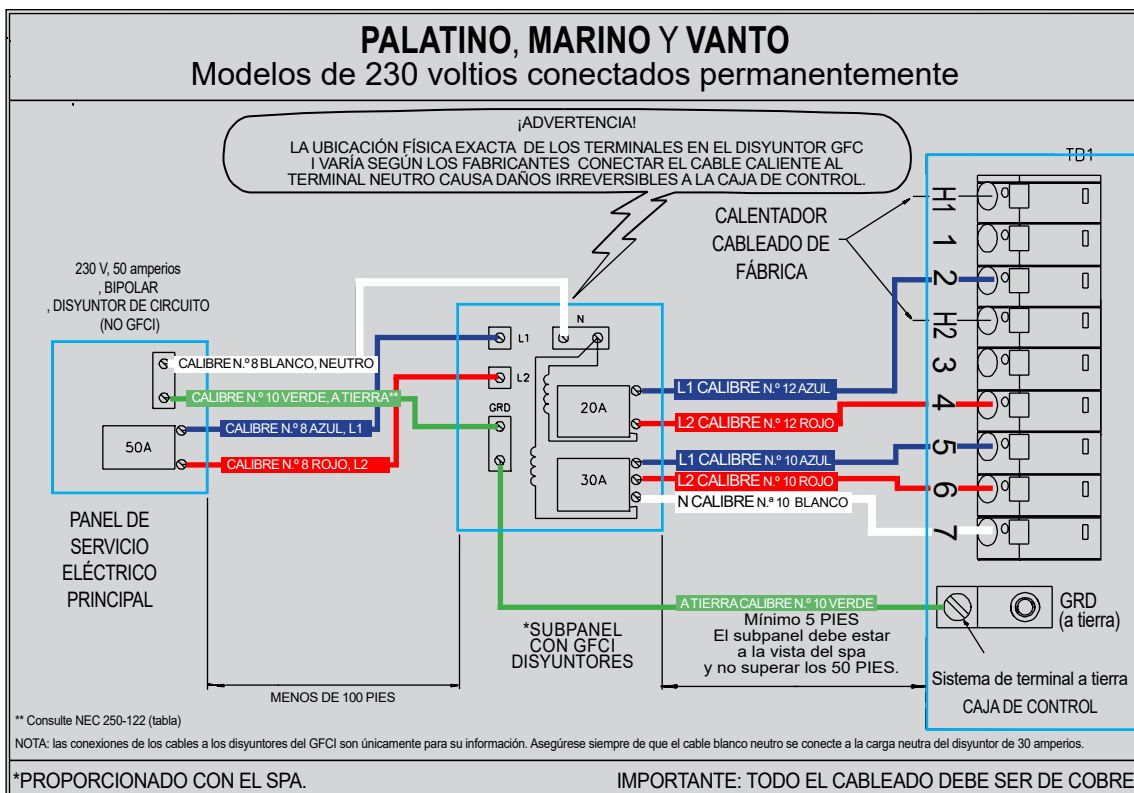 PALATINO, MARINO Y VANTO
Modelos de 230 voltios conectados permanentemente
¡ADVERTENCIA!
LA UBICACIÓN FÍSICA EXACTA DE LOS TERMINALES EN EL DISYUNTOR GFC
I VARÍA SEGÚN LOS FABRICANTES CONECTAR EL CABLE CALIENTE AL
TERMINAL NEUTRO CAUSA DAÑOS IRREVERSIBLES A LA CAJA DE CONTROL.
230 V, 50 amperios
, BIPOLAR
, DISYUNTOR DE CIRCUITO
(NO GFCI)
CALIBRE N.º 8 BLANCO, NEUTRO
CALIBRE N.º 10 VERDE, A TIERRA**
CALIBRE N.º 8 AZUL, L1
50A
CALIBRE N.º 8 ROJO, L2
PANEL DE
SERVICIO
ELÉCTRICO
PRINCIPAL
MENOS DE 100 PIES
L1
N
L2
GRD
20A
30A
*SUBPANEL
CON GFCI
DISYUNTORES
CALENTADOR
CABLEADO DE
FÁBRICA
L1 CALIBRE N.º 12 AZUL
L2 CALIBRE N.º 12 ROJO
L1 CALIBRE N.º 10 AZUL
L2 CALIBRE N.º 10 ROJO
N CALIBRE N.ª 10 BLANCO
A TIERRA CALIBRE N.º 10 VERDE
Mínimo 5 PIES
El subpanel debe estar
a la vista del spa
y no superar los 50 PIES.
TB1
H1
1
2
H2
3
4
5
6
7
GRD
(a tierra)
Sistema de terminal a tierra
CAJA DE CONTROL
** Consulte NEC 250-122 (tabla)
NOTA: las conexiones de los cables a los disyuntores del GFCI son únicamente para su información. Asegúrese siempre de que el cable blanco neutro se conecte a la carga neutra del disyuntor de 30 amperios.
*PROPORCIONADO CON EL SPA.
IMPORTANTE: TODO EL CABLEADO DEBE SER DE COBRE